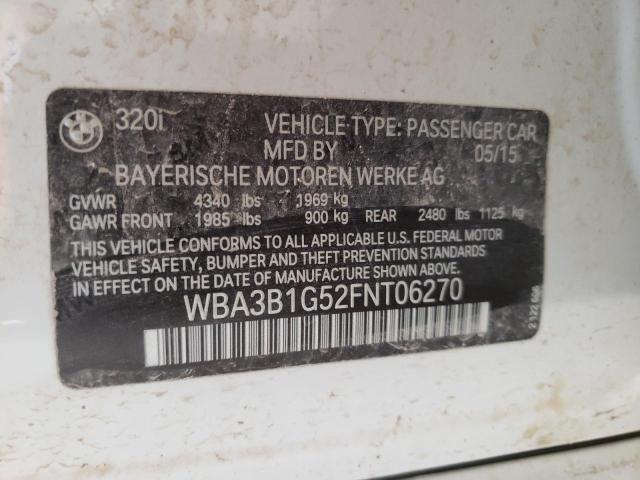 320i VEHICLE TYPE: PASSENGER CAR
MFD BY 05/15
BAYERISCHE MOTOREN WERKE AG
GVWR 4340 lbs 1969 kg
GAWR FRONT 1985 lbs 900 kg REAR 2480 lbs 1125 kg
THIS VEHICLE CONFORMS TO ALL APPLICABLE U.S. FEDERAL MOTOR
VEHICLE SAFETY, BUMPER AND THEFT PREVENTION STANDARDS
IN EFFECT ON THE DATE OF MANUFACTURE SHOWN ABOVE.
WBA3B1G52FNT06270